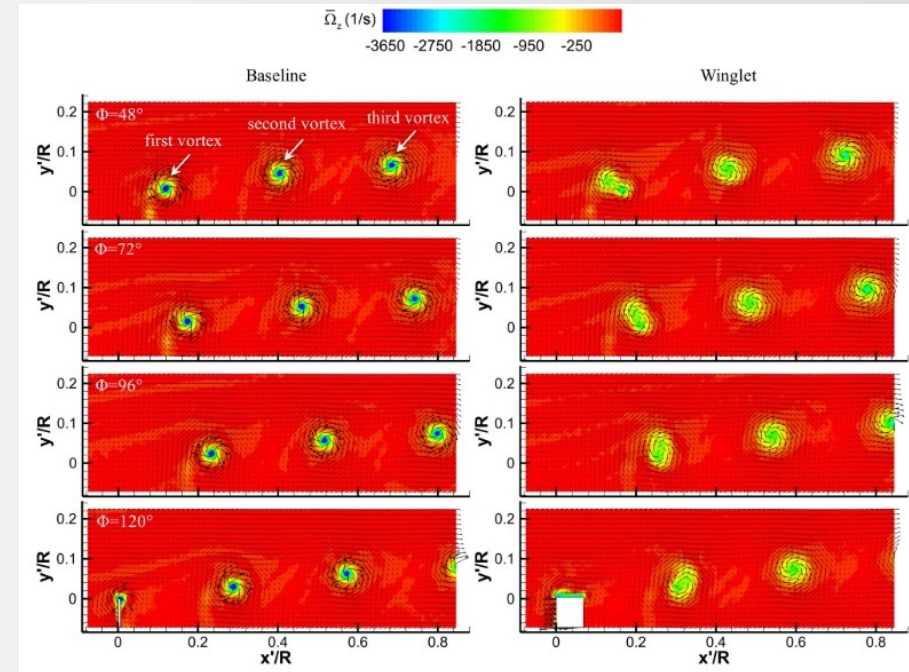 Ω̅z (1/s)
-3650 -2750 -1850 -950 -250
Baseline Winglet
Φ=48°
first vortex
second vortex
third vortex
y'/R
0.2
0.1
0
y'/R
0.2
0.1
0
Φ=72°
y'/R
0.2
0.1
0
y'/R
0.2
0.1
0
Φ=96°
y'/R
0.2
0.1
0
y'/R
0.2
0.1
0
Φ=120°
y'/R
0.2
0.1
0
y'/R
0.2
0.1
0
0 0.2 0.4 0.6 0.8
x'/R
0 0.2 0.4 0.6 0.8
x'/R